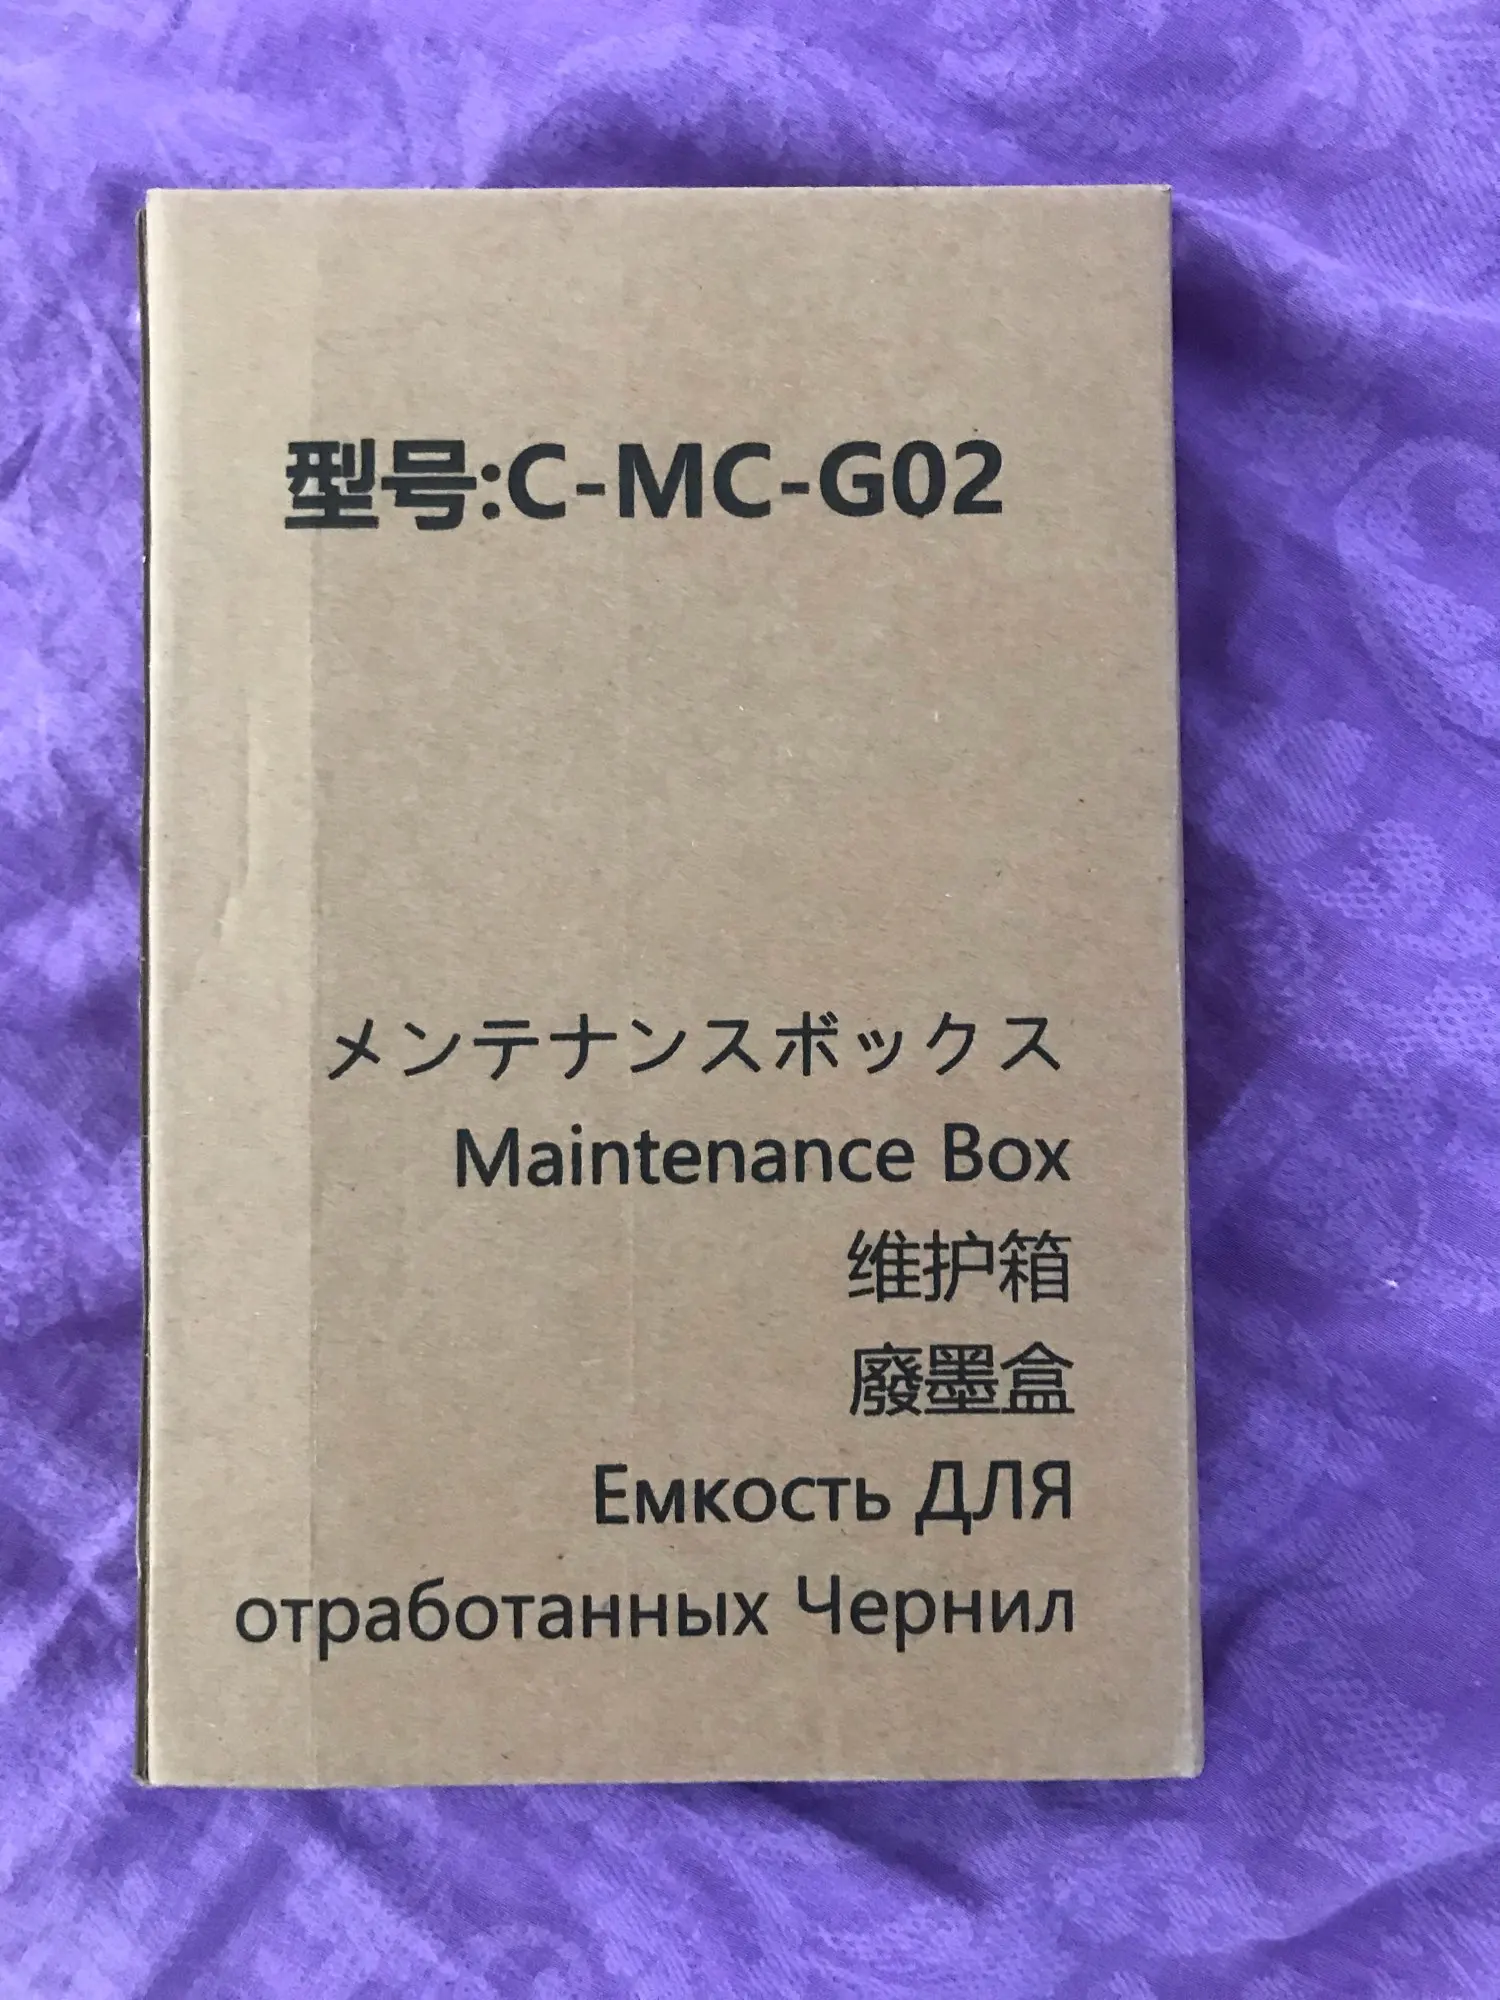 型号:C-MC-G02
メンテナンスボックス
Maintenance Box
维护箱
廢墨盒
Емкость ДЛЯ
отработанных Чернил